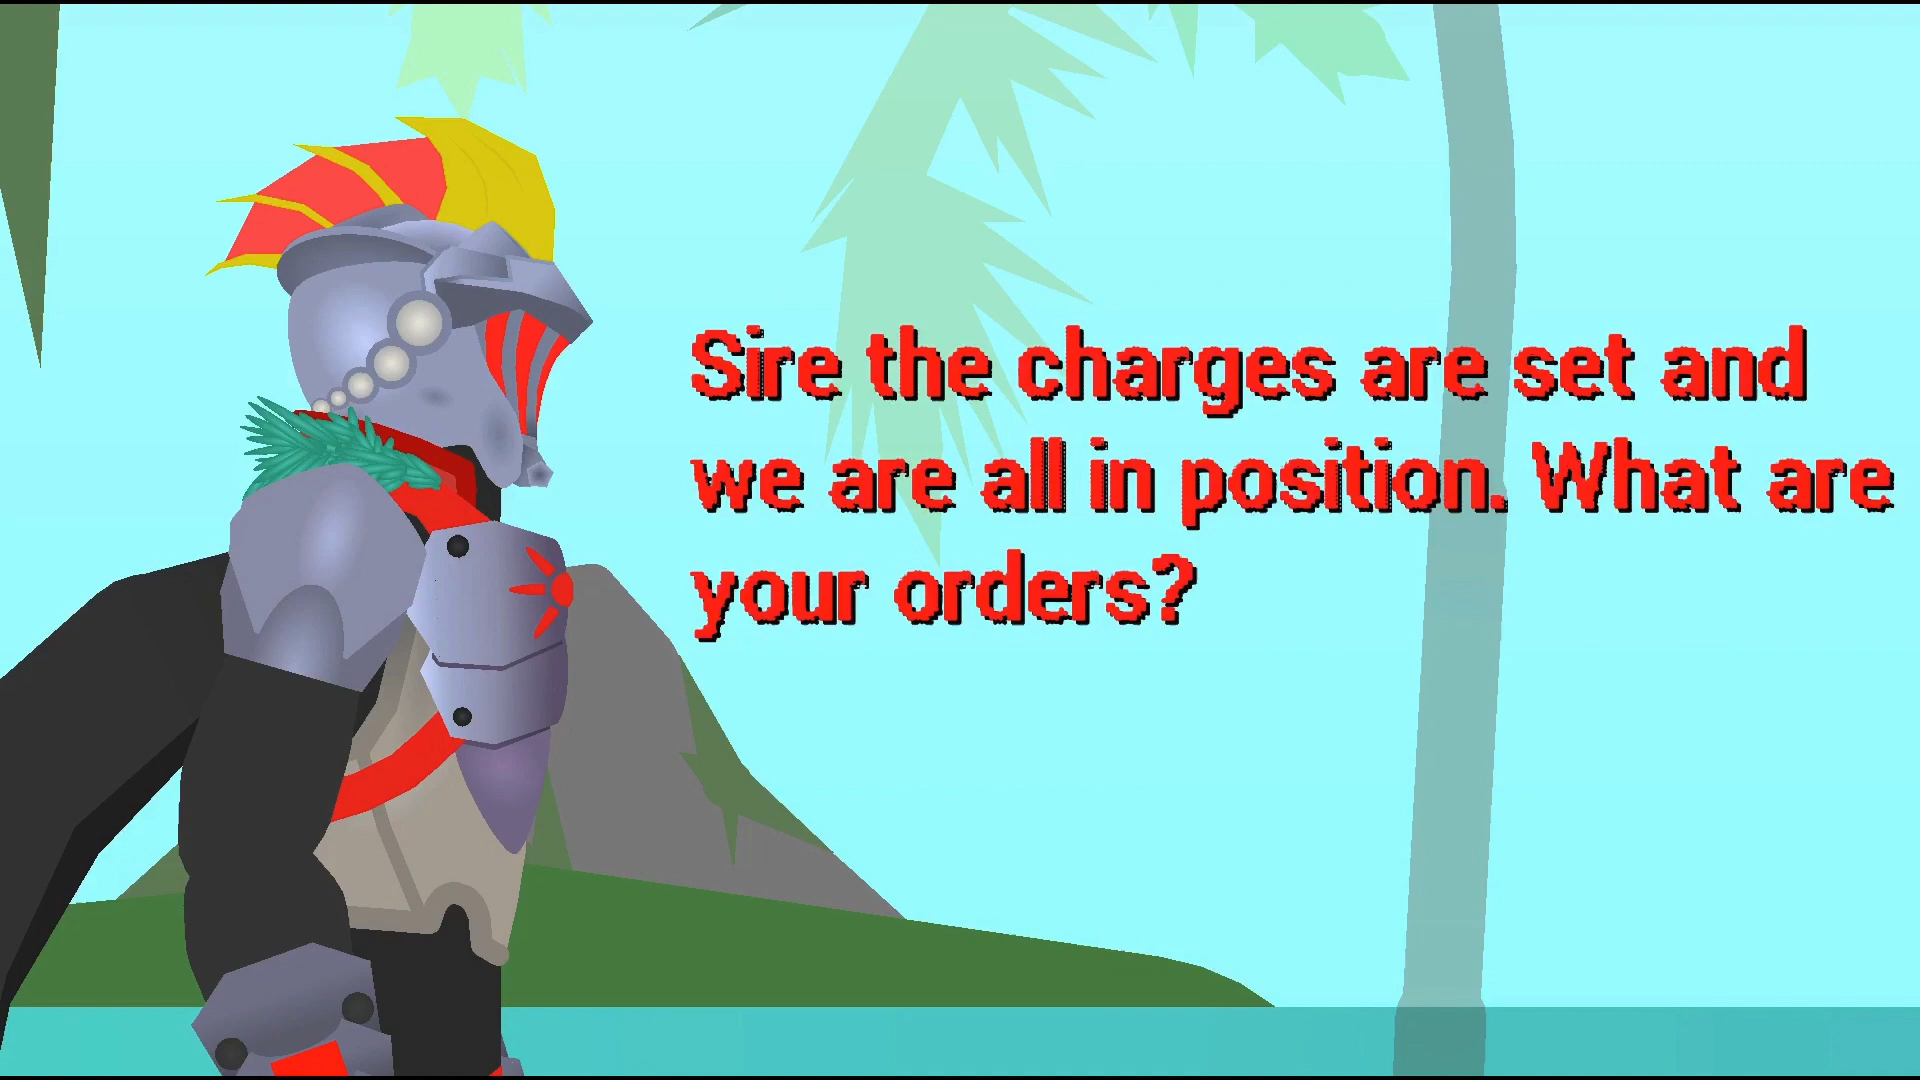 Sire the charges are set and
we are all in position. What are
your orders?